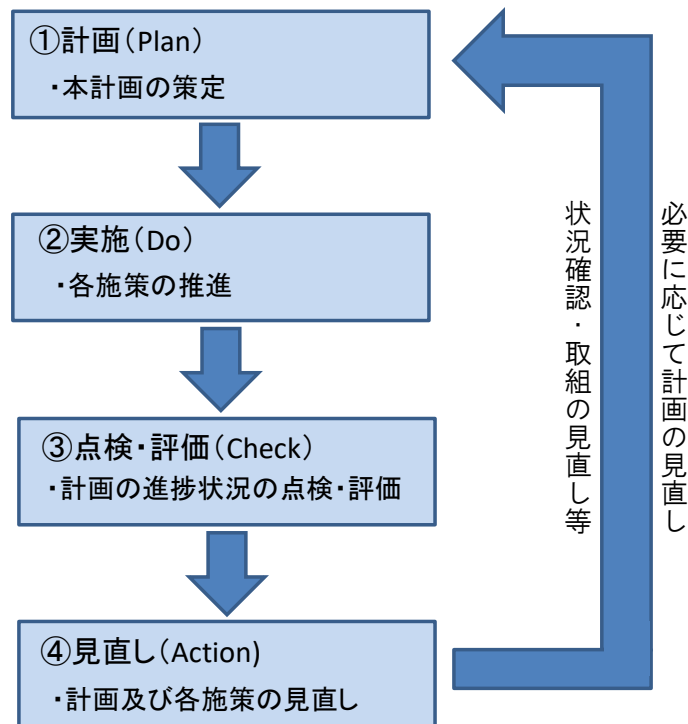 ①計画(Plan)
・本計画の策定
②実施(Do)
・各施策の推進
③点検・評価(Check)
・計画の進捗状況の点検・評価
④見直し(Action)
・計画及び各施策の見直し
必要に応じて計画の見直し
状況確認・取組の見直し等